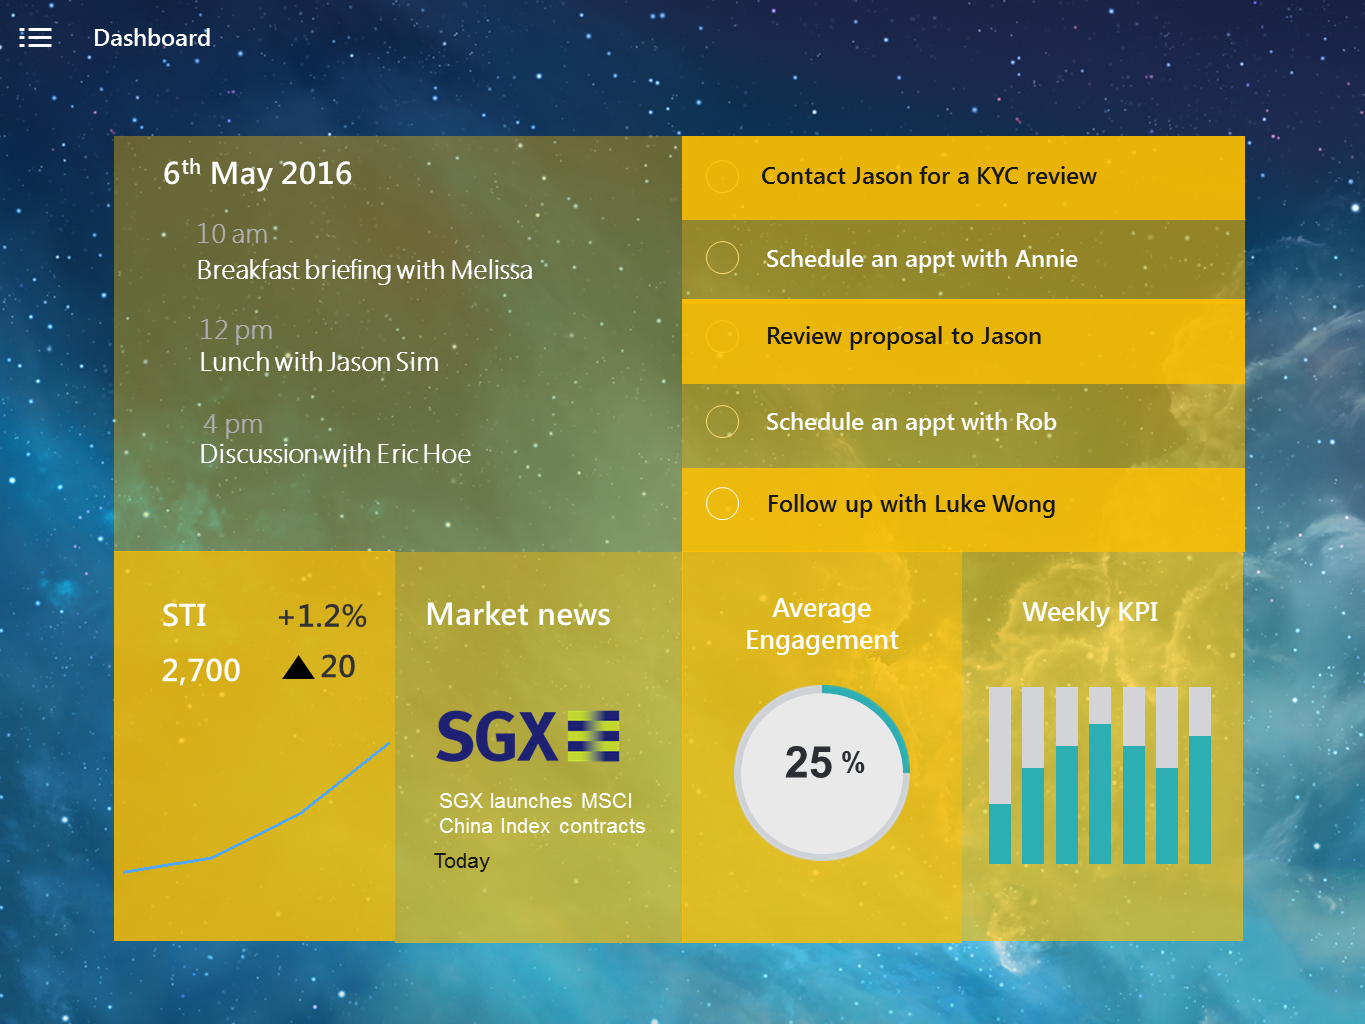 Dashboard
6th May 2016
10 am
Breakfast briefing with Melissa
12 pm
Lunch with Jason Sim
4 pm
Discussion with Eric Hoe
Contact Jason for a KYC review
Schedule an appt with Annie
Review proposal to Jason
Schedule an appt with Rob
Follow up with Luke Wong
STI +1.2%
2,700 ▲ 20
Market news
SGX
SGX launches MSCI
China Index contracts
Today
Average
Engagement
25 %
Weekly KPI